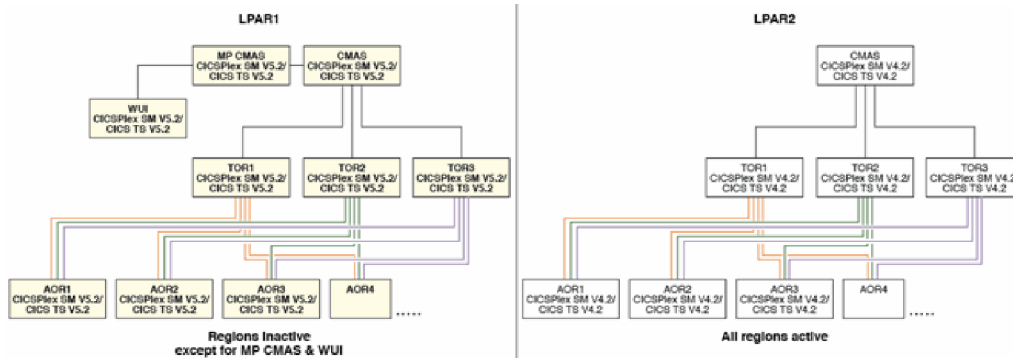 LPAR1
MP CMAS
CICSPlex SM V5.2/
CICS TS V5.2
CMAS
CICSPlex SM V5.2/
CICS TS V5.2
WUI
CICSPlex SM V5.2/
CICS TS V5.2
TOR1
CICSPlex SM V5.2/
CICS TS V5.2
TOR2
CICSPlex SM V5.2/
CICS TS V5.2
TOR3
CICSPlex SM V5.2/
CICS TS V5.2
AOR1
CICSPlex SM V5.2/
CICS TS V5.2
AOR2
CICSPlex SM V5.2/
CICS TS V5.2
AOR3
CICSPlex SM V5.2/
CICS TS V5.2
AOR4
.....
Regions Inactive
except for MP CMAS & WUI
LPAR2
CMAS
CICSPlex SM V4.2/
CICS TS V4.2
TOR1
CICSPlex SM V4.2/
CICS TS V4.2
TOR2
CICSPlex SM V4.2/
CICS TS V4.2
TOR3
CICSPlex SM V4.2/
CICS TS V4.2
AOR1
CICSPlex SM V4.2/
CICS TS V4.2
AOR2
CICSPlex SM V4.2/
CICS TS V4.2
AOR3
CICSPlex SM V4.2/
CICS TS V4.2
AOR4
.....
All regions active